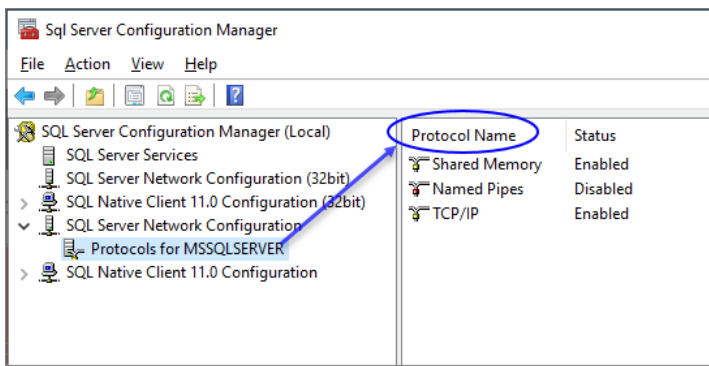 Sql Server Configuration Manager
File Action View Help
SQL Server Configuration Manager (Local)
SQL Server Services
SQL Server Network Configuration (32bit)
SQL Native Client 11.0 Configuration (32bit)
SQL Server Network Configuration
Protocols for MSSQLSERVER
SQL Native Client 11.0 Configuration
Protocol Name Status
Shared Memory Enabled
Named Pipes Disabled
TCP/IP Enabled